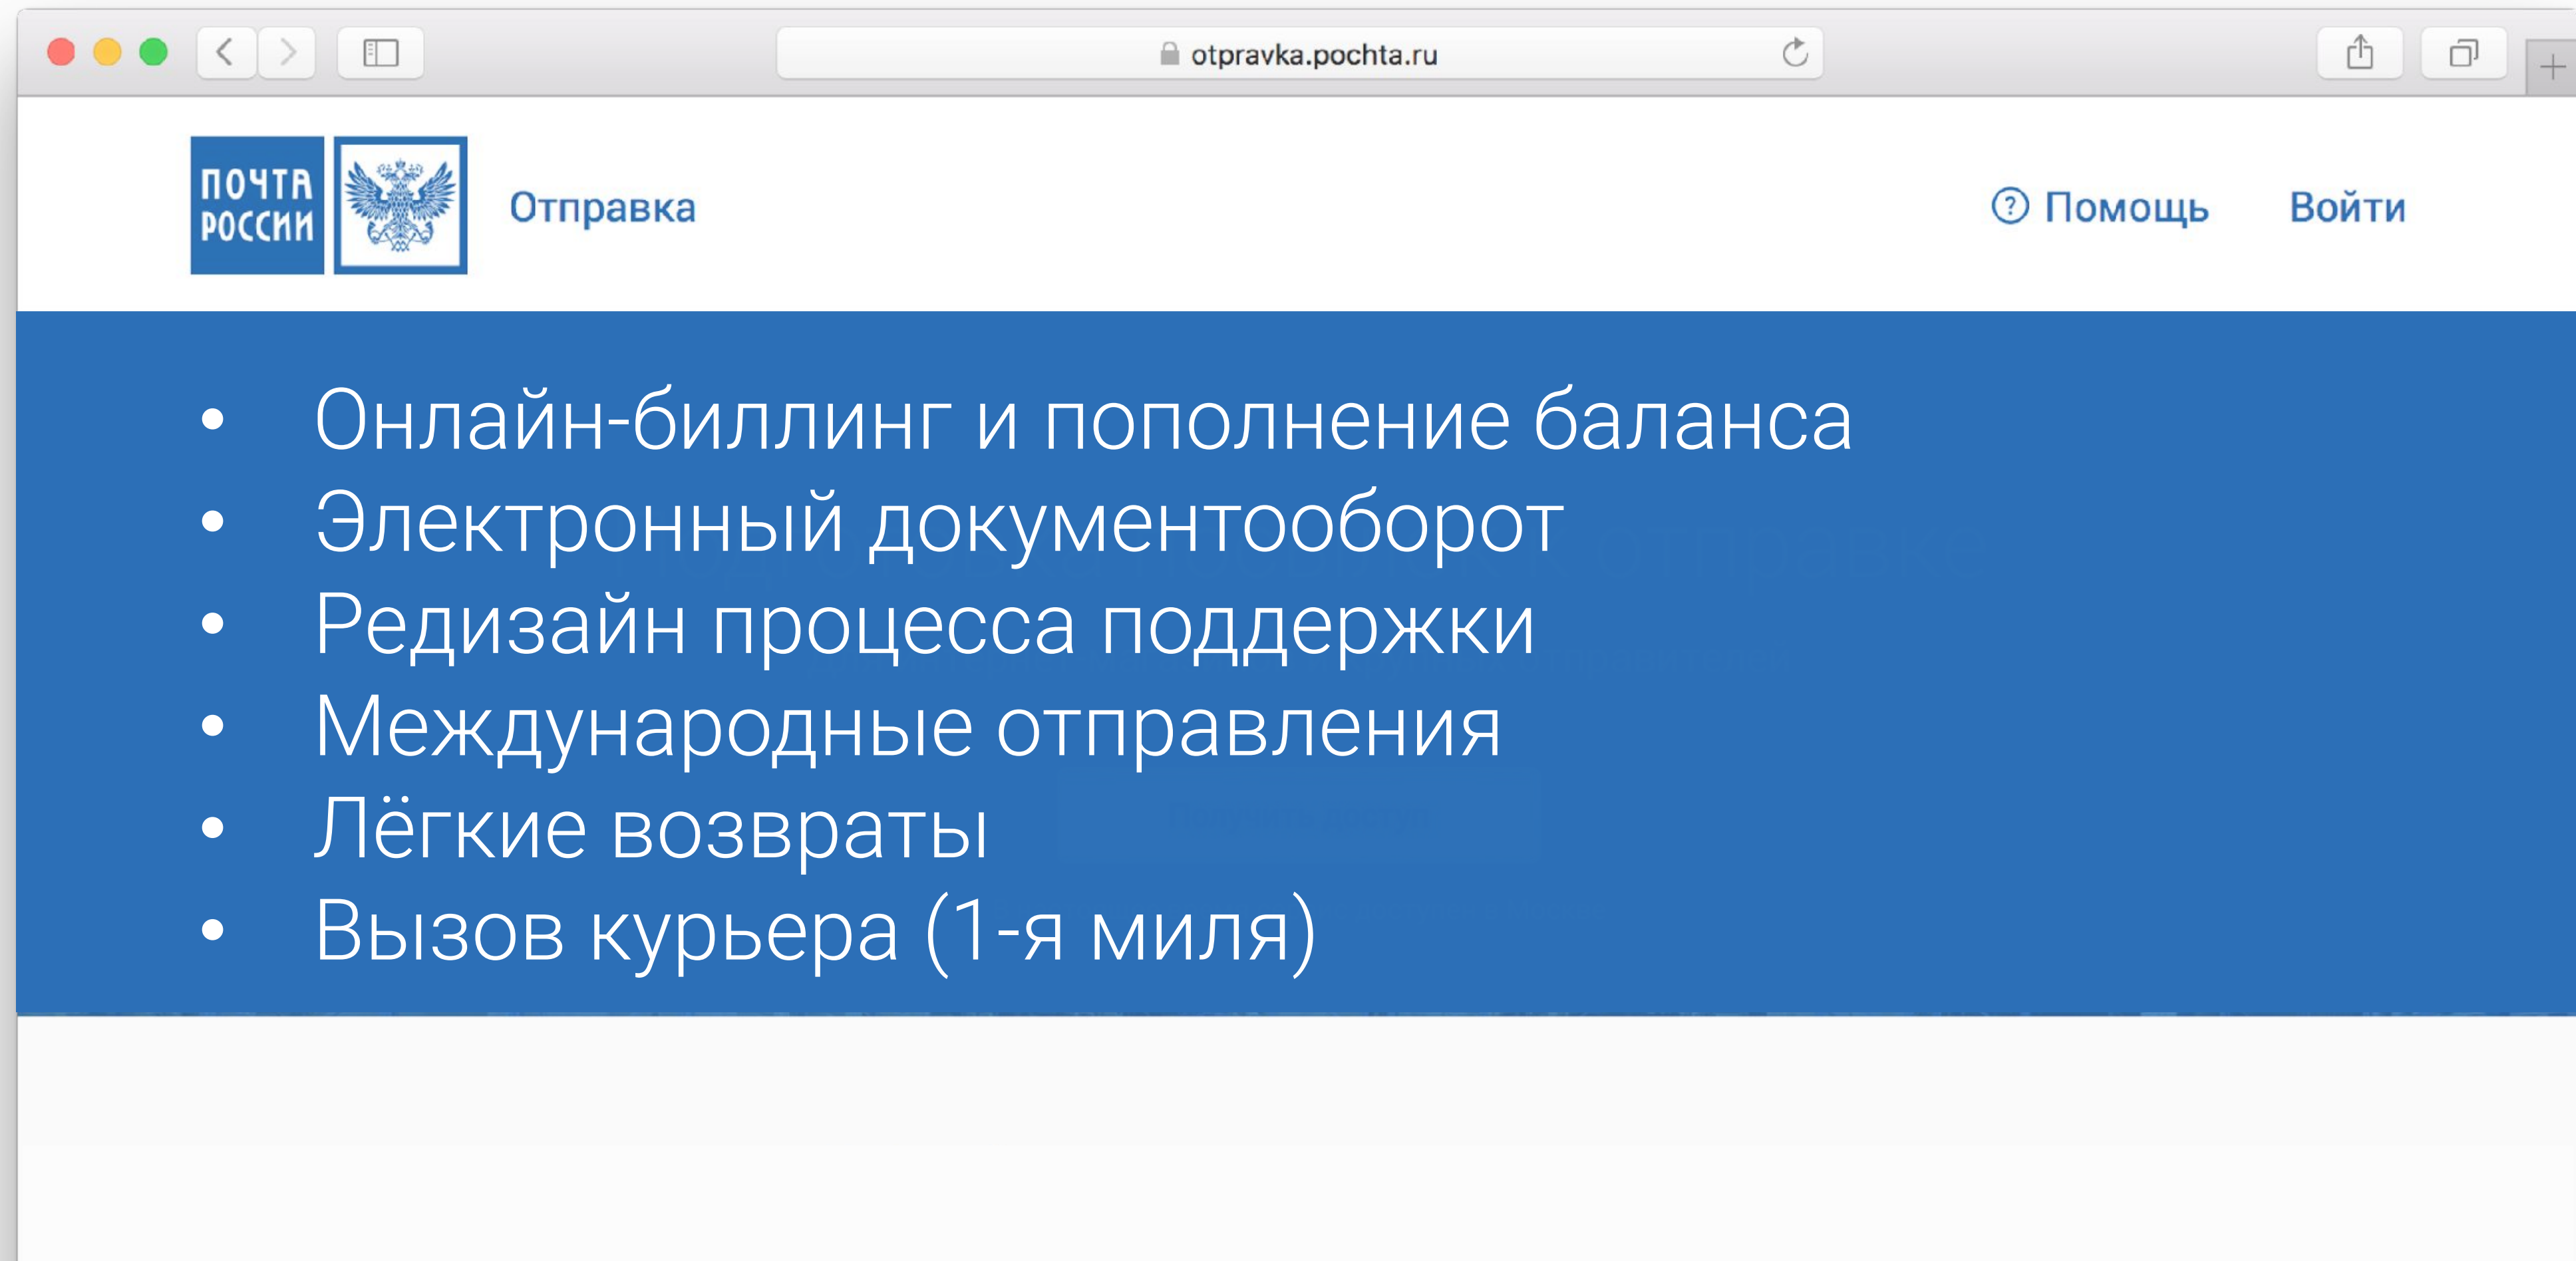 otpravka.pochta.ru
ПОЧТА
РОССИИ
Отправка
? Помощь
Войти
• Онлайн-биллинг и пополнение баланса
• Электронный документооборот
• Редизайн процесса поддержки
• Международные отправления
• Лёгкие возвраты
• Вызов курьера (1-я миля)